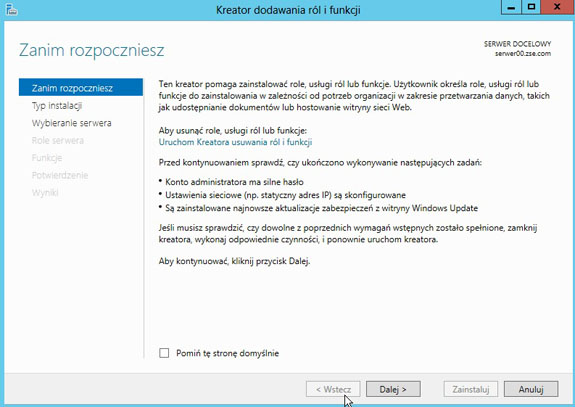 Kreator dodawania ról i funkcji
Zanim rozpoczniesz
SERWER DOCELOWY
serwer00.zse.com
Zanim rozpoczniesz
Typ instalacji
Wybieranie serwera
Role serwera
Funkcje
Potwierdzenie
Wyniki
Ten kreator pomaga zainstalować role, usługi ról lub funkcje. Użytkownik określa role, usługi ról lub
funkcje do zainstalowania w zależności od potrzeb organizacji w zakresie przetwarzania danych, takich
jak udostępnianie dokumentów lub hostowanie witryny sieci Web.
Aby usunąć role, usługi ról lub funkcje:
Uruchom Kreatora usuwania ról i funkcji
Przed kontynuowaniem sprawdź, czy ukończono wykonywanie następujących zadań:
• Konto administratora ma silne hasło
• Ustawienia sieciowe (np. statyczny adres IP) są skonfigurowane
• Są zainstalowane najnowsze aktualizacje zabezpieczeń z witryny Windows Update
Jeśli musisz sprawdzić, czy dowolne z poprzednich wymagań wstępnych zostało spełnione, zamknij
kreatora, wykonaj odpowiednie czynności, i ponownie uruchom kreatora.
Aby kontynuować, kliknij przycisk Dalej.
Pomiń tę stronę domyślnie
< Wstecz
Dalej >
Zainstaluj
Anuluj